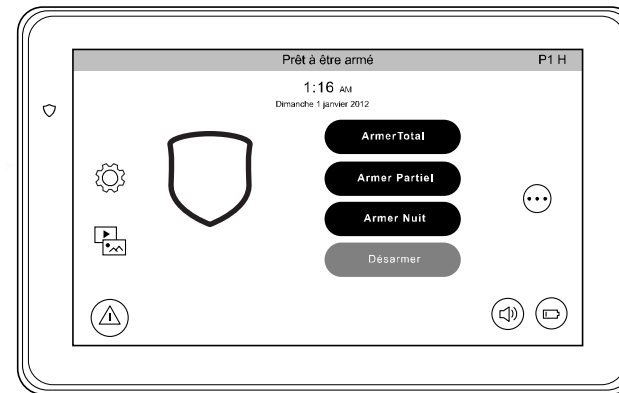 Prêt à être armé P1 H
1:16 AM
Dimanche 1 janvier 2012
ArmerTotal
Armer Partiel
Armer Nuit
Désarmer